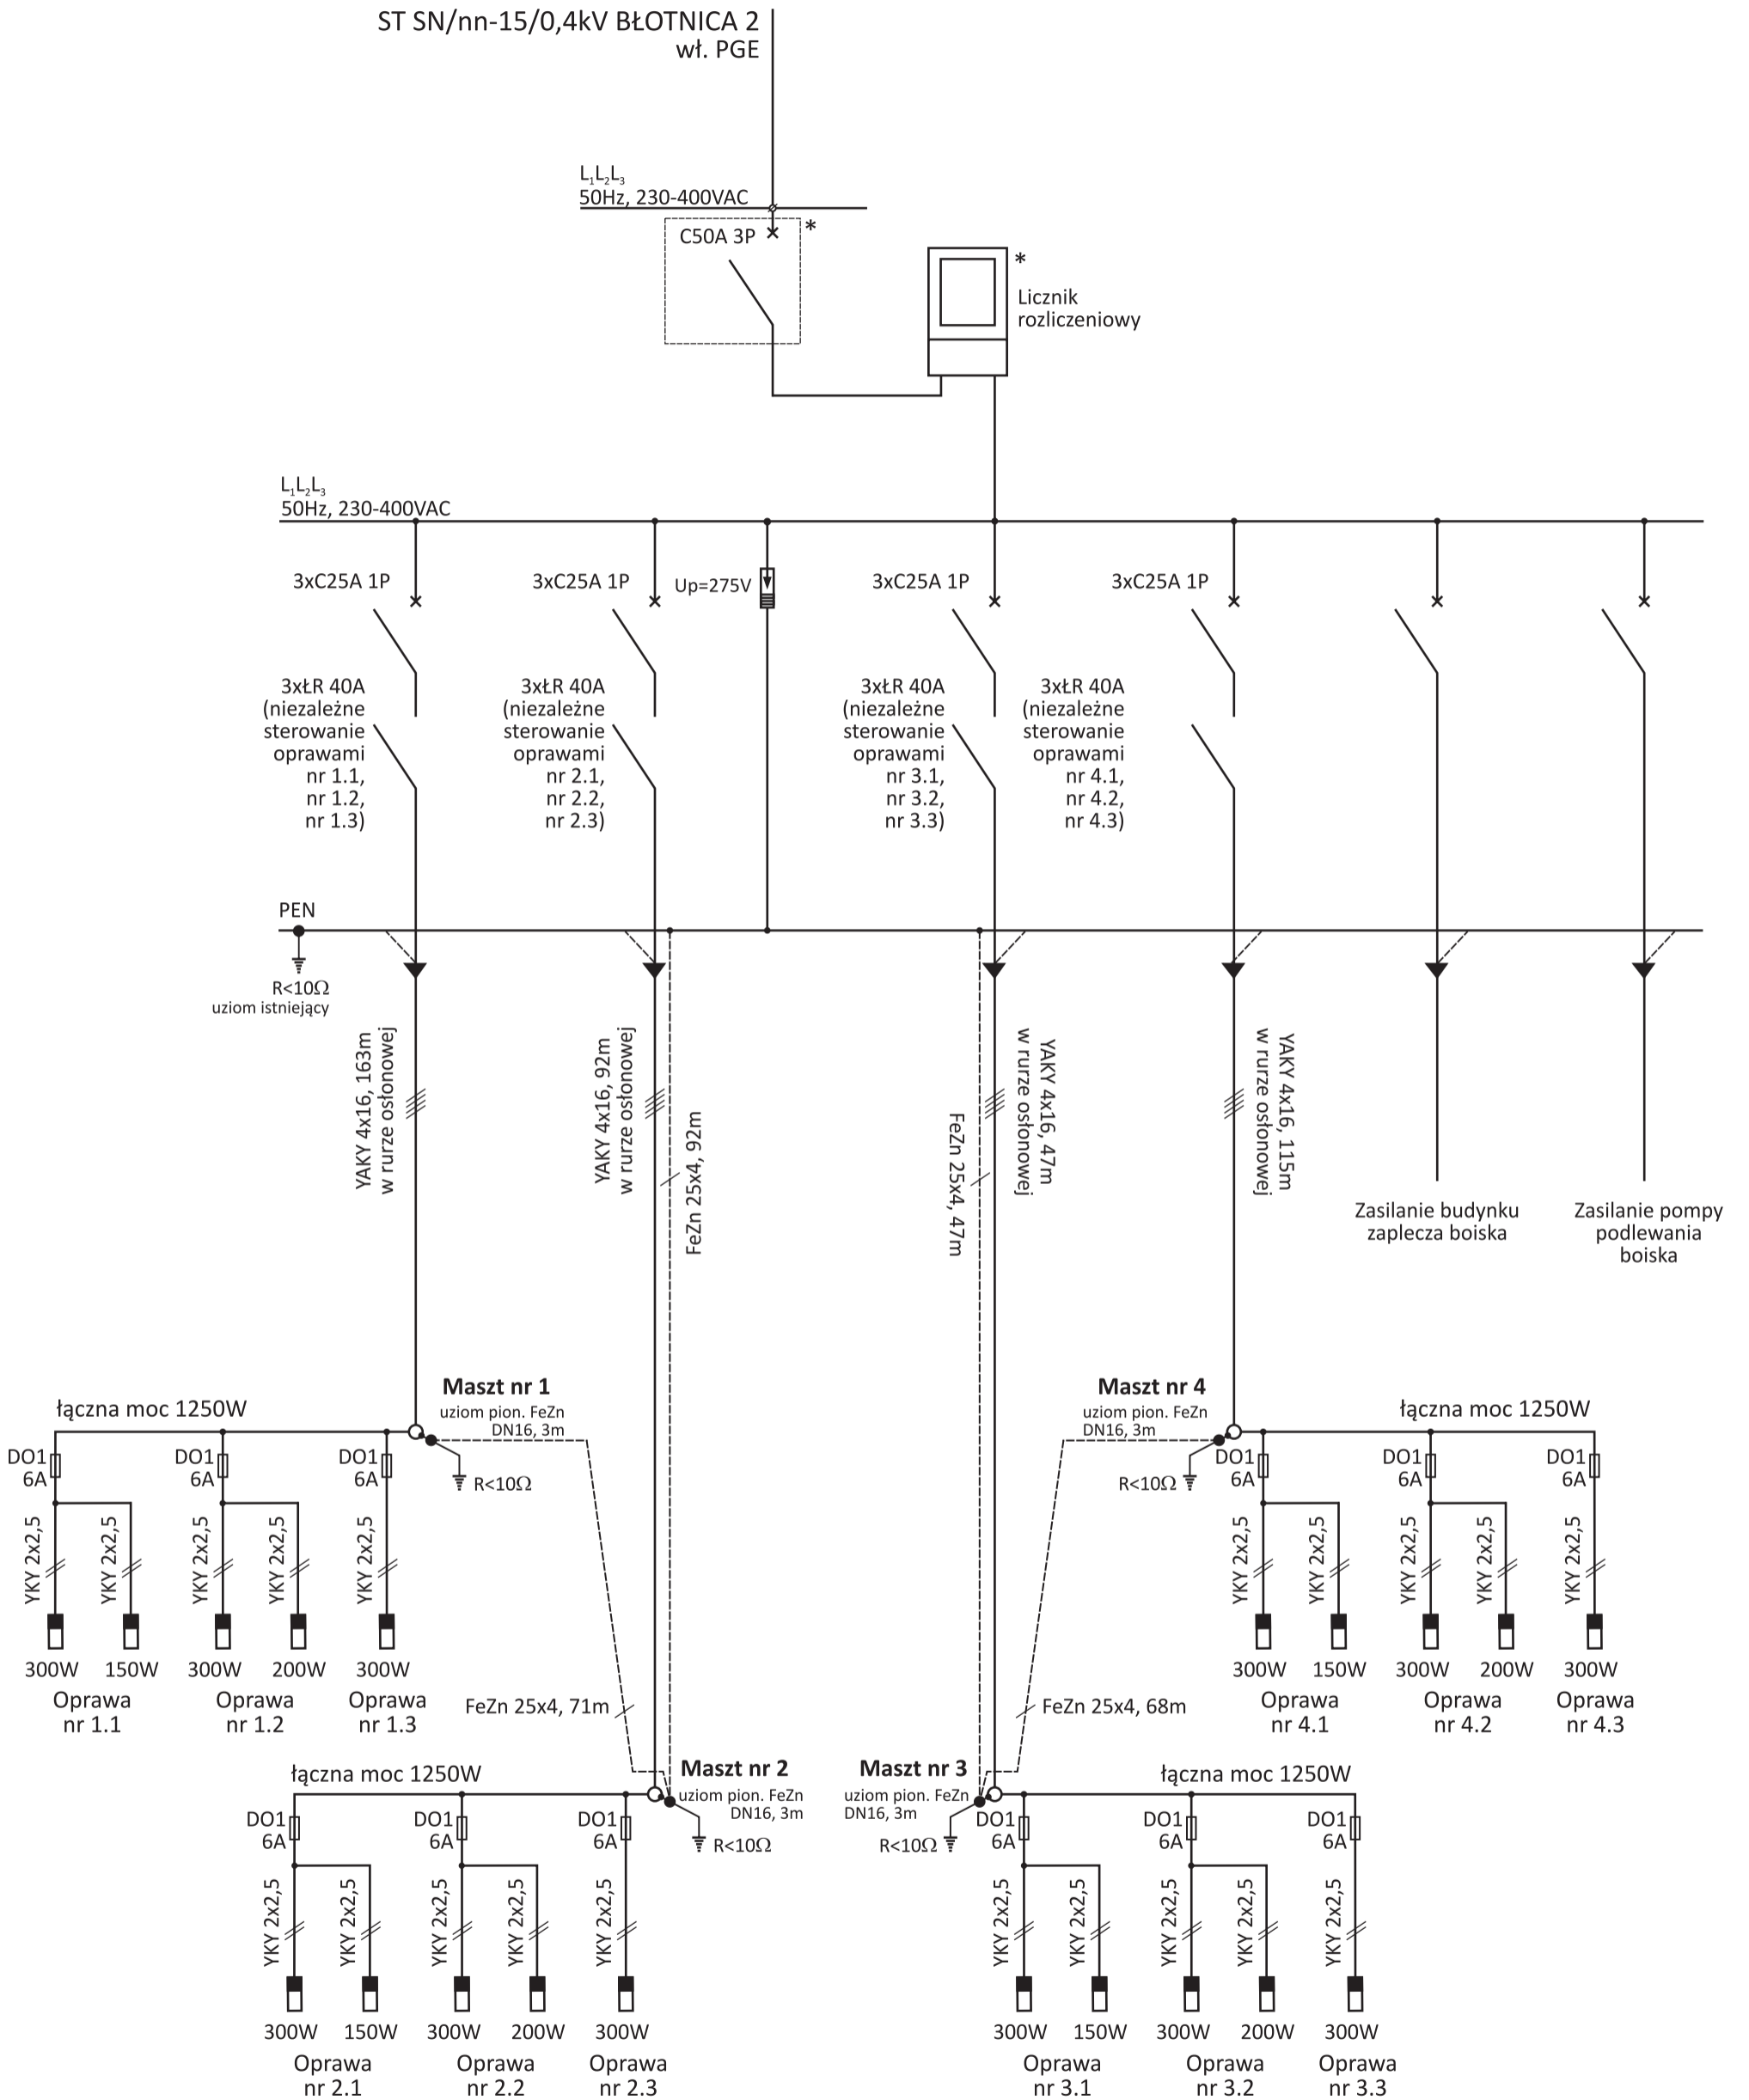 ST SN/nn-15/0,4kV BŁOTNICA 2
wł. PGE
L₁L₂L₃
50Hz, 230-400VAC
C50A 3P
*
*
Licznik
rozliczeniowy
L₁L₂L₃
50Hz, 230-400VAC
3xC25A 1P
3xC25A 1P
Up=275V
3xC25A 1P
3xC25A 1P
3xŁR 40A
(niezależne
sterowanie
oprawami
nr 1.1,
nr 1.2,
nr 1.3)
3xŁR 40A
(niezależne
sterowanie
oprawami
nr 2.1,
nr 2.2,
nr 2.3)
3xŁR 40A
(niezależne
sterowanie
oprawami
nr 3.1,
nr 3.2,
nr 3.3)
3xŁR 40A
(niezależne
sterowanie
oprawami
nr 4.1,
nr 4.2,
nr 4.3)
PEN
R<10Ω
uziom istniejący
YAKY 4x16, 163m
w rurze osłonowej
YAKY 4x16, 92m
w rurze osłonowej
FeZn 25x4, 92m
FeZn 25x4, 47m
YAKY 4x16, 47m
w rurze osłonowej
YAKY 4x16, 115m
w rurze osłonowej
Zasilanie budynku
zaplecza boiska
Zasilanie pompy
podlewania
boiska
Maszt nr 1
uziom pion. FeZn
DN16, 3m
R<10Ω
łączna moc 1250W
DO1
6A
DO1
6A
DO1
6A
YKY 2x2,5
YKY 2x2,5
YKY 2x2,5
YKY 2x2,5
YKY 2x2,5
300W
150W
300W
200W
300W
Oprawa
nr 1.1
Oprawa
nr 1.2
Oprawa
nr 1.3
Maszt nr 4
uziom pion. FeZn
DN16, 3m
R<10Ω
łączna moc 1250W
DO1
6A
DO1
6A
DO1
6A
YKY 2x2,5
YKY 2x2,5
YKY 2x2,5
YKY 2x2,5
YKY 2x2,5
300W
150W
300W
200W
300W
Oprawa
nr 4.1
Oprawa
nr 4.2
Oprawa
nr 4.3
FeZn 25x4, 71m
FeZn 25x4, 68m
Maszt nr 2
uziom pion. FeZn
DN16, 3m
R<10Ω
łączna moc 1250W
DO1
6A
DO1
6A
DO1
6A
YKY 2x2,5
YKY 2x2,5
YKY 2x2,5
YKY 2x2,5
YKY 2x2,5
300W
150W
300W
200W
300W
Oprawa
nr 2.1
Oprawa
nr 2.2
Oprawa
nr 2.3
Maszt nr 3
uziom pion. FeZn
DN16, 3m
R<10Ω
łączna moc 1250W
DO1
6A
DO1
6A
DO1
6A
YKY 2x2,5
YKY 2x2,5
YKY 2x2,5
YKY 2x2,5
YKY 2x2,5
300W
150W
300W
200W
300W
Oprawa
nr 3.1
Oprawa
nr 3.2
Oprawa
nr 3.3